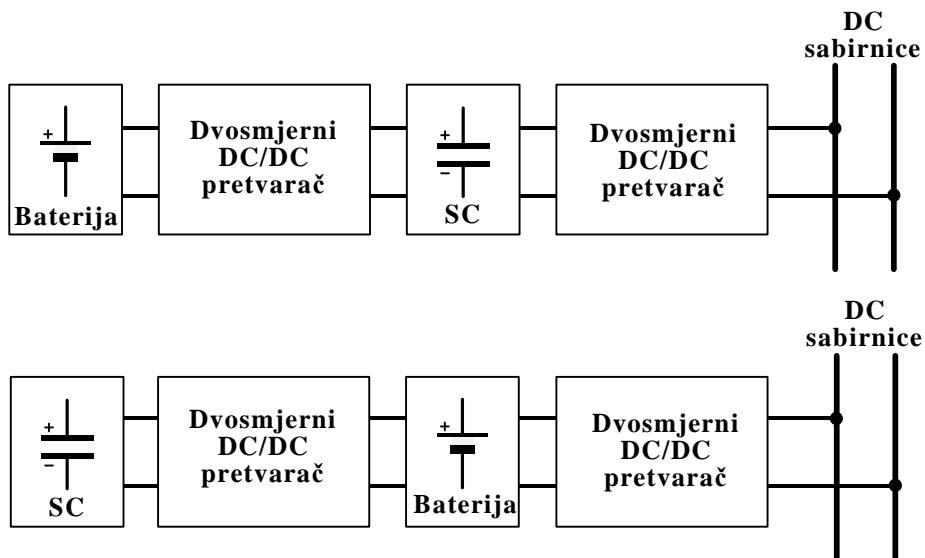 DC
sabirnice
+
Baterija
Dvosmjerni
DC/DC
pretvarač
+
−
SC
Dvosmjerni
DC/DC
pretvarač
DC
sabirnice
+
−
SC
Dvosmjerni
DC/DC
pretvarač
+
Baterija
Dvosmjerni
DC/DC
pretvarač